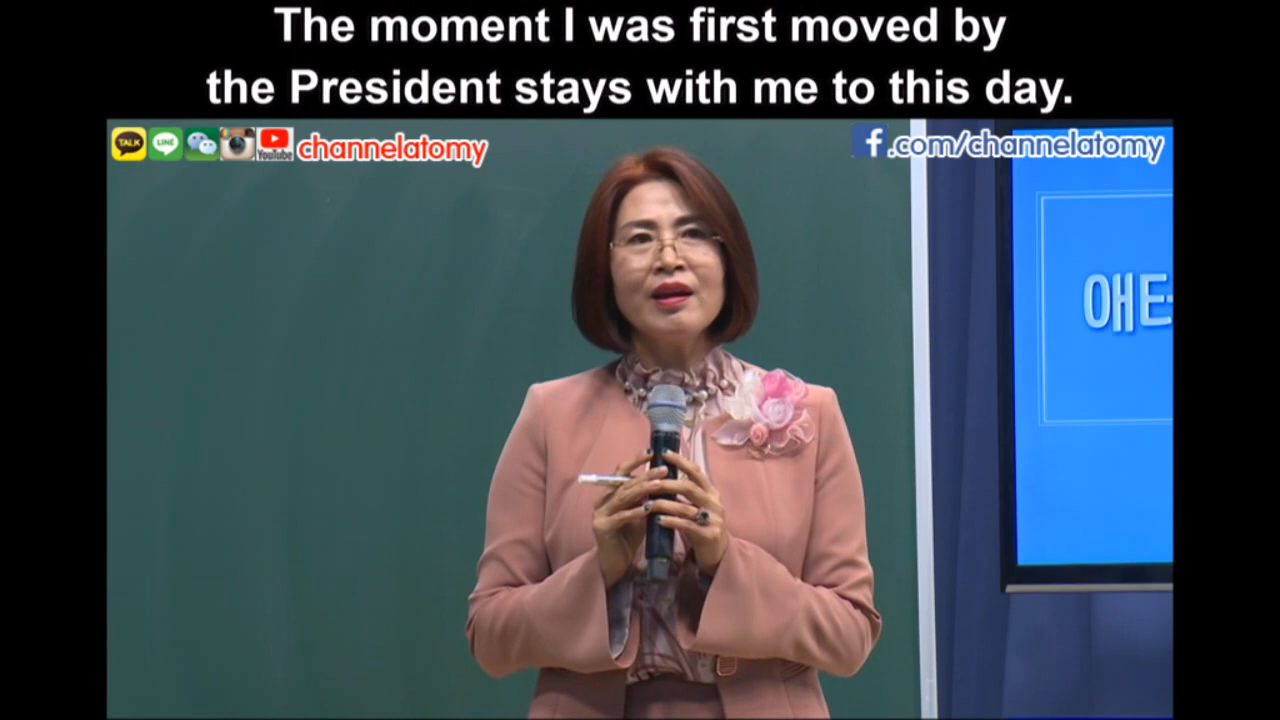 The moment I was first moved by
the President stays with me to this day.
TALK
LINE
YouTube
channelatomy
f.com/channelatomy
애터